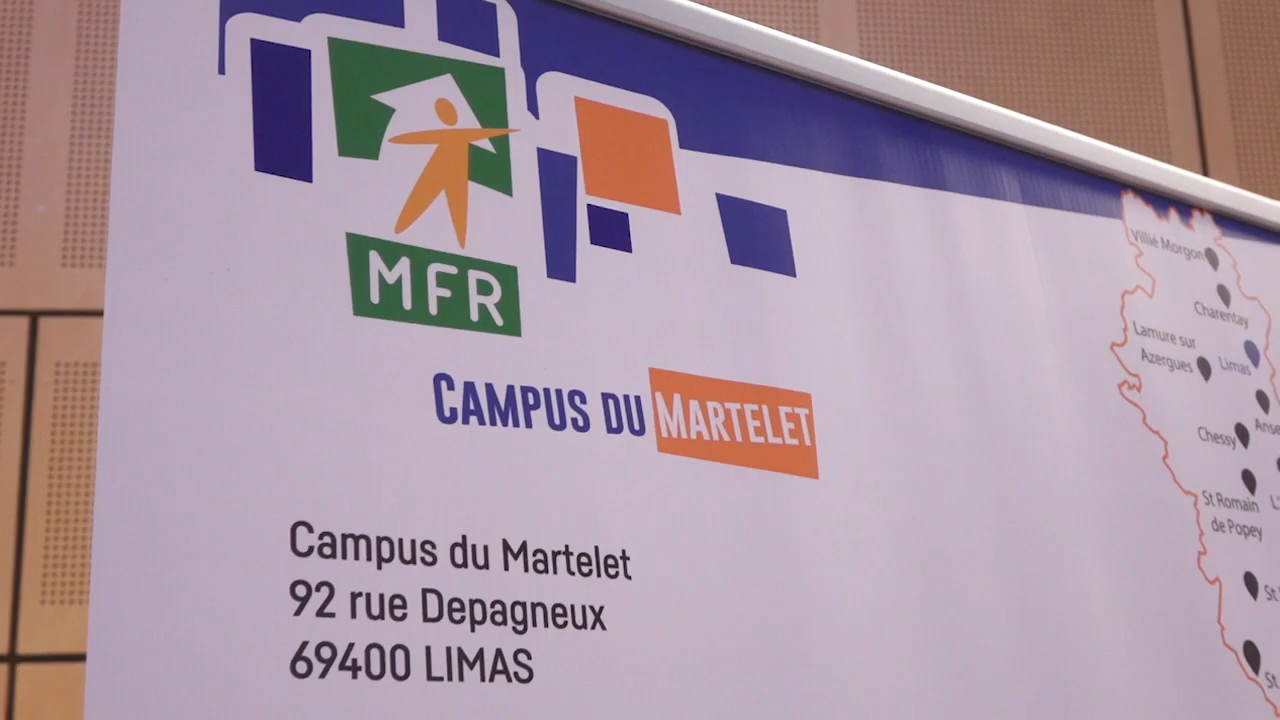 MFR
CAMPUS DU MARTELET
Campus du Martelet
92 rue Depagneux
69400 LIMAS
Villié Morgon
Charentay
Lamure sur
Azergues
Limas
Chessy
St Romain
de Popey